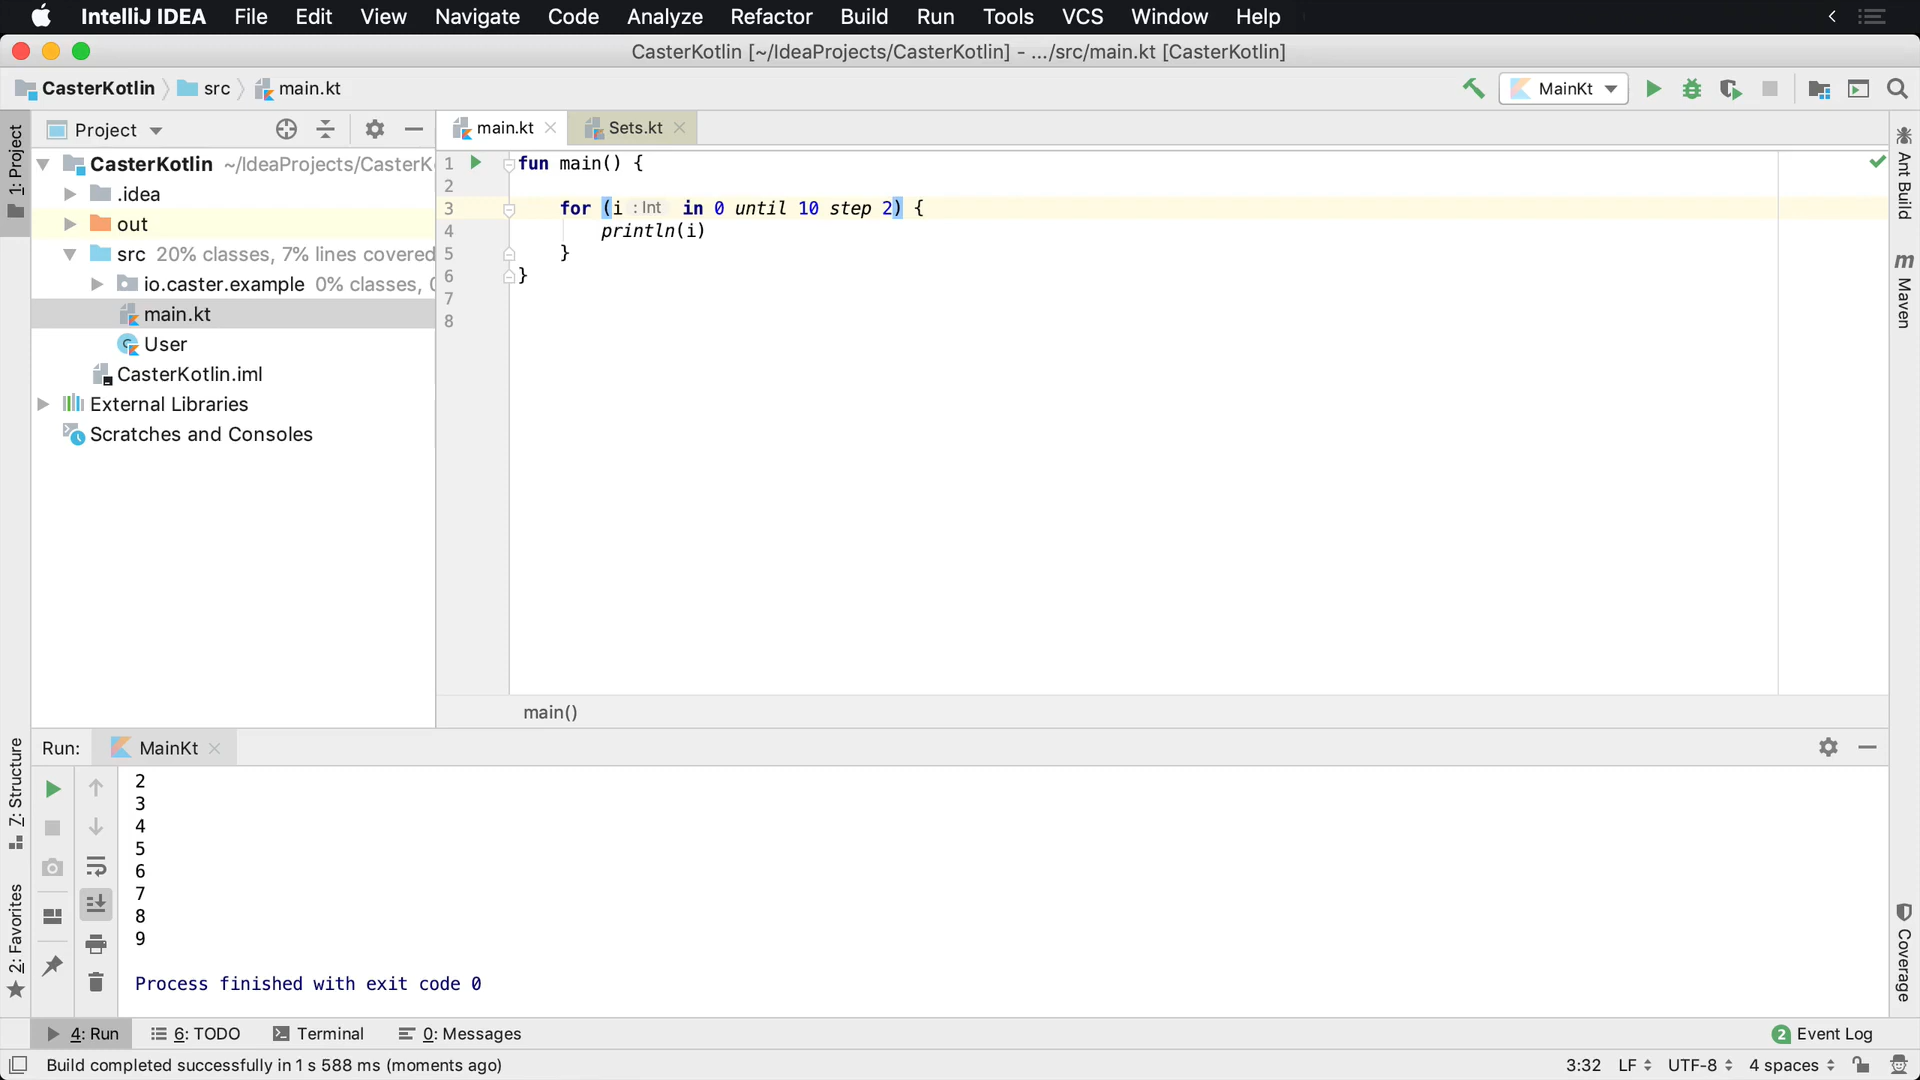 IntelliJ IDEA File Edit View Navigate Code Analyze Refactor Build Run Tools VCS Window Help
CasterKotlin [~/IdeaProjects/CasterKotlin] - .../src/main.kt [CasterKotlin]
CasterKotlin src main.kt MainKt
1: Project
Project
main.kt Sets.kt
CasterKotlin ~/IdeaProjects/CasterK
.idea
out
src 20% classes, 7% lines covered
io.caster.example 0% classes,
main.kt
User
CasterKotlin.iml
External Libraries
Scratches and Consoles
1 fun main() {
2
3 for (i : Int in 0 until 10 step 2) {
4 println(i)
5 }
6 }
7
8
main()
Ant Build
m Maven
Run: MainKt
2
3
4
5
6
7
8
9
Process finished with exit code 0
Z: Structure
2: Favorites
Coverage
4: Run 6: TODO Terminal 0: Messages 2 Event Log
Build completed successfully in 1 s 588 ms (moments ago) 3:32 LF UTF-8 4 spaces